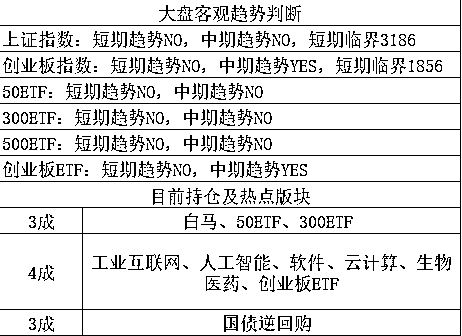 大盘客观趋势判断
上证指数：短期趋势NO，中期趋势NO，短期临界3186
创业板指数：短期趋势NO，中期趋势YES，短期临界1856
50ETF：短期趋势NO，中期趋势NO
300ETF：短期趋势NO，中期趋势NO
500ETF：短期趋势NO，中期趋势NO
创业板ETF：短期趋势NO，中期趋势YES
目前持仓及热点版块
3成 白马、50ETF、300ETF
4成 工业互联网、人工智能、软件、云计算、生物
医药、创业板ETF
3成 国债逆回购